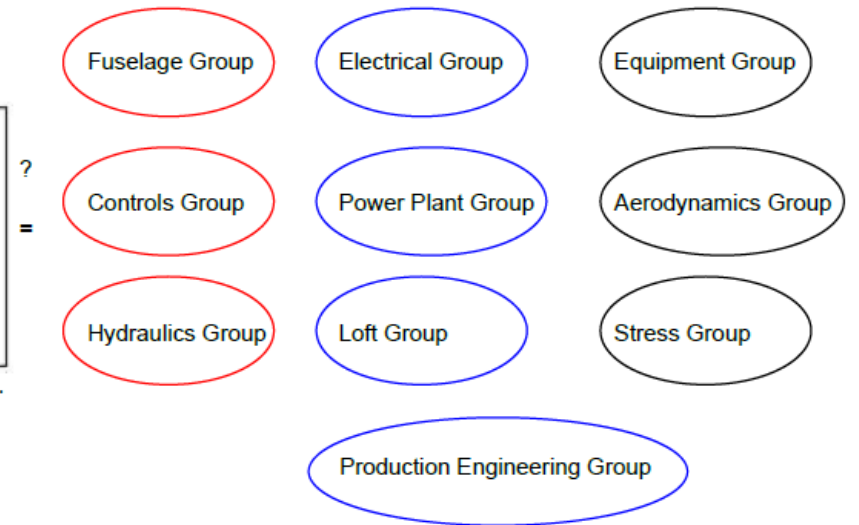 Fuselage Group Electrical Group Equipment Group
?
Controls Group Power Plant Group Aerodynamics Group
=
Hydraulics Group Loft Group Stress Group
.
Production Engineering Group